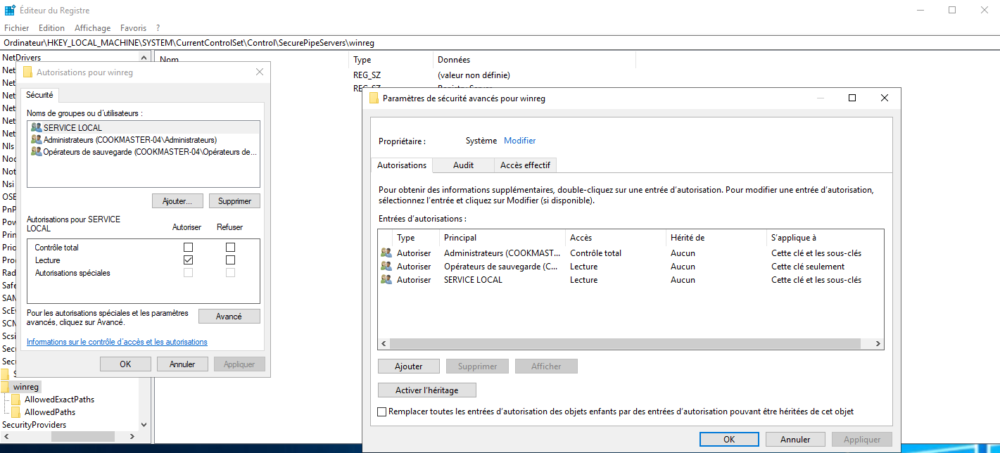 Éditeur du Registre
Fichier Edition Affichage Favoris ?
Ordinateur\HKEY_LOCAL_MACHINE\SYSTEM\CurrentControlSet\Control\SecurePipeServers\winreg
NetDrivers
Net
Net
Net
Net
Net
Net
Nls
Not
Nsi
OSE
PnP
Pow
Prin
Prio
Rad
Safe
SAM
ScEv
SCM
Scsi
Sec
Sec
S
winreg
AllowedExactPaths
AllowedPaths
SecurityProviders
Nom Type Données
REG_SZ (valeur non définie)
REG_SZ Registry Server
Autorisations pour winreg
Sécurité
Noms de groupes ou d'utilisateurs :
SERVICE LOCAL
Administrateurs (COOKMASTER-04\Administrateurs)
Opérateurs de sauvegarde (COOKMASTER-04\Opérateurs de...
Ajouter... Supprimer
Autorisations pour SERVICE
LOCAL Autoriser Refuser
Contrôle total
Lecture
Autorisations spéciales
Pour les autorisations spéciales et les paramètres
avancés, cliquez sur Avancé.
Avancé
Informations sur le contrôle d'accès et les autorisations
OK Annuler Appliquer
Paramètres de sécurité avancés pour winreg
Propriétaire : Système Modifier
Autorisations Audit Accès effectif
Pour obtenir des informations supplémentaires, double-cliquez sur une entrée d'autorisation. Pour modifier une entrée d'autorisation,
sélectionnez l'entrée et cliquez sur Modifier (si disponible).
Entrées d'autorisations :
Type Principal Accès Hérité de S'applique à
Autoriser Administrateurs (COOKMAST... Contrôle total Aucun Cette clé et les sous-clés
Autoriser Opérateurs de sauvegarde (C... Lecture Aucun Cette clé seulement
Autoriser SERVICE LOCAL Lecture Aucun Cette clé et les sous-clés
Ajouter Supprimer Afficher
Activer l'héritage
Remplacer toutes les entrées d'autorisation des objets enfants par des entrées d'autorisation pouvant être héritées de cet objet
OK Annuler Appliquer